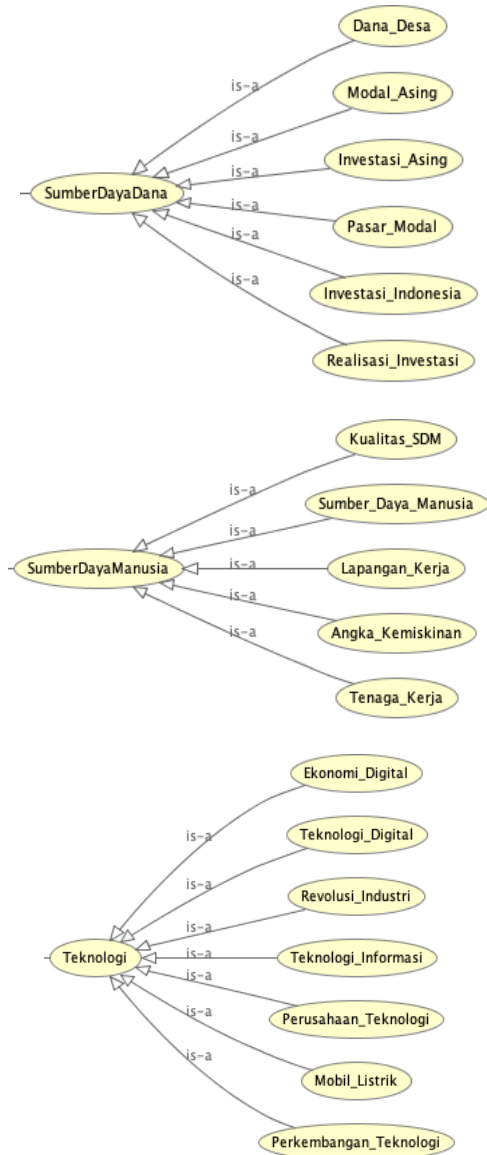 Dana_Desa
is-a
Modal_Asing
is-a
Investasi_Asing
is-a
SumberDayaDana
is-a
Pasar_Modal
is-a
Investasi_Indonesia
is-a
Realisasi_Investasi
Kualitas_SDM
is-a
Sumber_Daya_Manusia
is-a
SumberDayaManusia
is-a
Lapangan_Kerja
is-a
Angka_Kemiskinan
is-a
Tenaga_Kerja
Ekonomi_Digital
is-a
Teknologi_Digital
is-a
Revolusi_Industri
is-a
Teknologi
is-a
Teknologi_Informasi
is-a
Perusahaan_Teknologi
is-a
Mobil_Listrik
is-a
Perkembangan_Teknologi